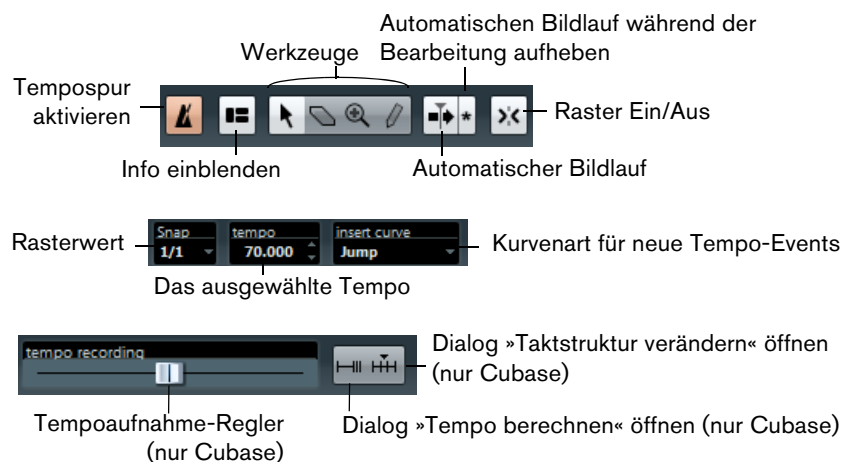 Automatischen Bildlauf während der
Bearbeitung aufheben
Werkzeuge
Tempospur
aktivieren
*
Raster Ein/Aus
Info einblenden
Automatischer Bildlauf
Rasterwert
Snap
1/1
tempo
70.000
insert curve
Jump
Kurvenart für neue Tempo-Events
Das ausgewählte Tempo
tempo recording
Dialog »Taktstruktur verändern« öffnen
(nur Cubase)
Tempoaufnahme-Regler
(nur Cubase)
Dialog »Tempo berechnen« öffnen (nur Cubase)